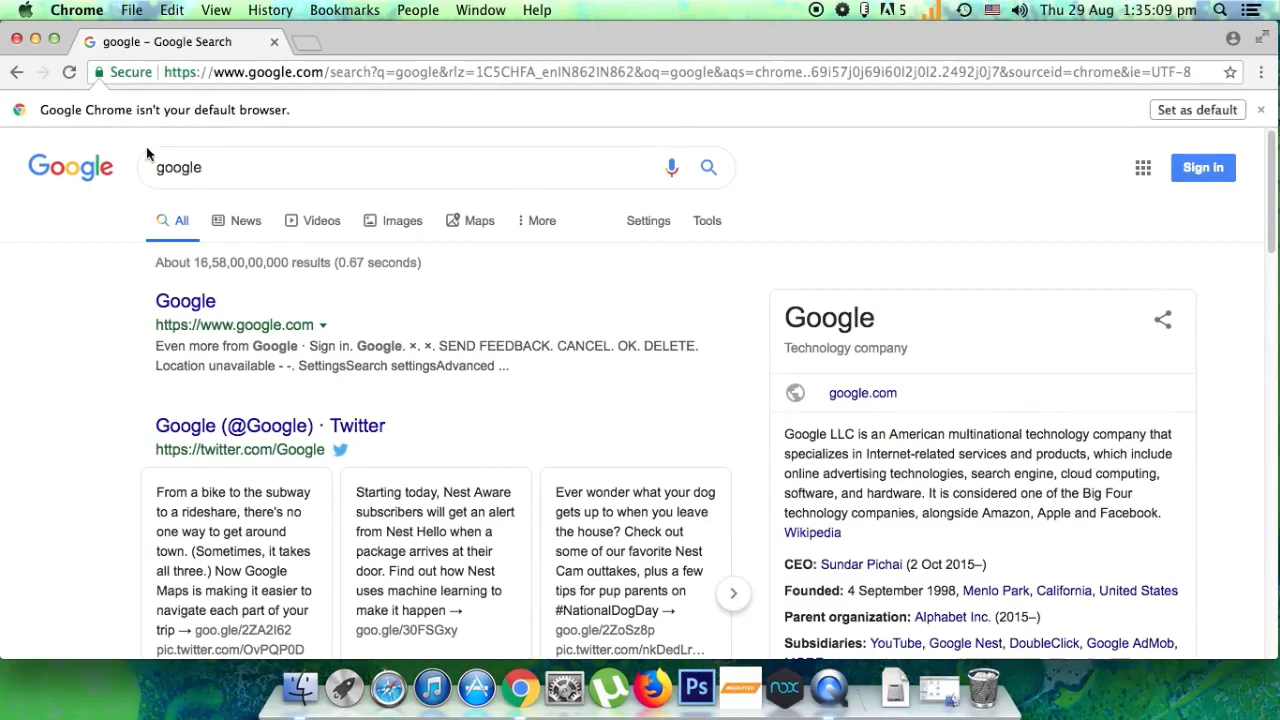 Chrome File Edit View History Bookmarks People Window Help 5 Thu 29 Aug 1:35:09 pm
google - Google Search
Secure https://www.google.com/search?q=google&rlz=1C5CHFA_enIN862IN862&oq=google&aqs=chrome..69i57j0j69i60l2j0l2.2492j0j7&sourceid=chrome&ie=UTF-8
Google Chrome isn't your default browser. Set as default
Google google Sign in
All News Videos Images Maps More Settings Tools
About 16,58,00,00,000 results (0.67 seconds)
Google
https://www.google.com
Even more from Google · Sign in. Google. ×. ×. SEND FEEDBACK. CANCEL. OK. DELETE.
Location unavailable - -. SettingsSearch settingsAdvanced ...
Google (@Google) · Twitter
https://twitter.com/Google
From a bike to the subway
to a rideshare, there's no
one way to get around
town. (Sometimes, it takes
all three.) Now Google
Maps is making it easier to
navigate each part of your
trip → goo.gle/2ZA2I62
pic.twitter.com/OvPQP0D
Starting today, Nest Aware
subscribers will get an alert
from Nest Hello when a
package arrives at their
door. Find out how Nest
uses machine learning to
make it happen →
goo.gle/30FSGxy
Ever wonder what your dog
gets up to when you leave
the house? Check out
some of our favorite Nest
Cam outtakes, plus a few
tips for pup parents on
#NationalDogDay →
goo.gle/2ZoSz8p
pic.twitter.com/nkDedLr...
Google
Technology company
google.com
Google LLC is an American multinational technology company that
specializes in Internet-related services and products, which include
online advertising technologies, search engine, cloud computing,
software, and hardware. It is considered one of the Big Four
technology companies, alongside Amazon, Apple and Facebook.
Wikipedia
CEO: Sundar Pichai (2 Oct 2015–)
Founded: 4 September 1998, Menlo Park, California, United States
Parent organization: Alphabet Inc. (2015–)
Subsidiaries: YouTube, Google Nest, DoubleClick, Google AdMob,
Ps
nox